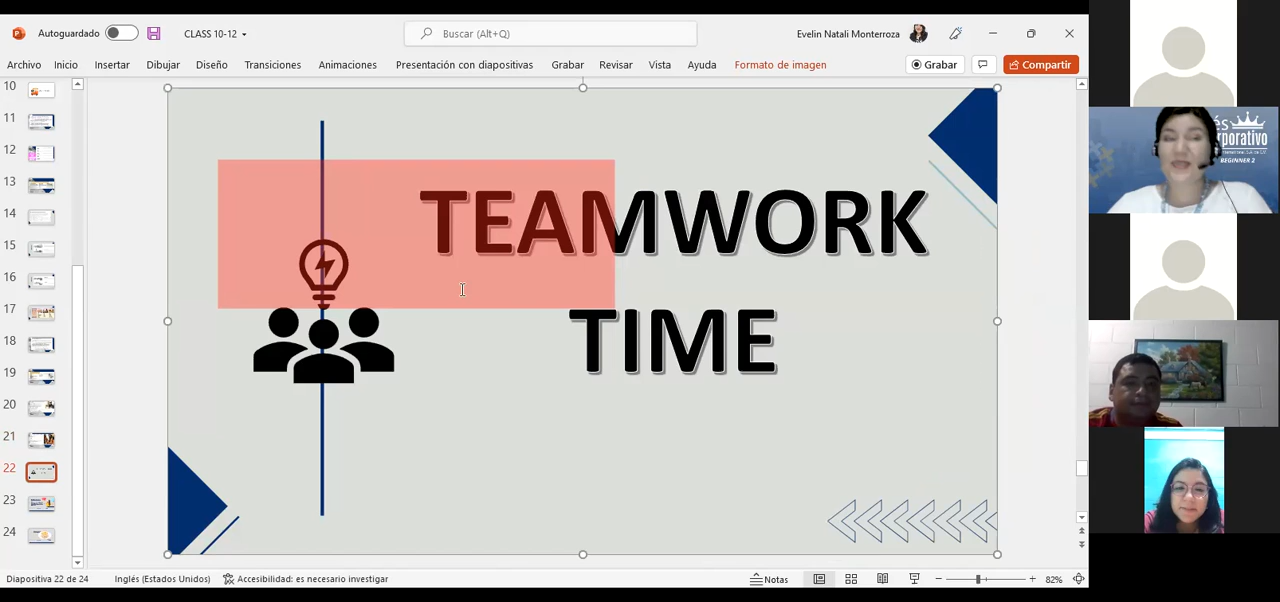 Autoguardado
CLASS 10-12
Buscar (Alt+Q)
Evelin Natali Monterroza
Archivo Inicio Insertar Dibujar Diseño Transiciones Animaciones Presentación con diapositivas Grabar Revisar Vista Ayuda Formato de imagen
Grabar
Compartir
10
11
12
13
14
15
16
17
18
19
20
21
22
23
24
TEAMWORK
TIME
és
rporativo
BEGINNER 2
Diapositiva 22 de 24 Inglés (Estados Unidos) Accesibilidad: es necesario investigar
Notas
82%